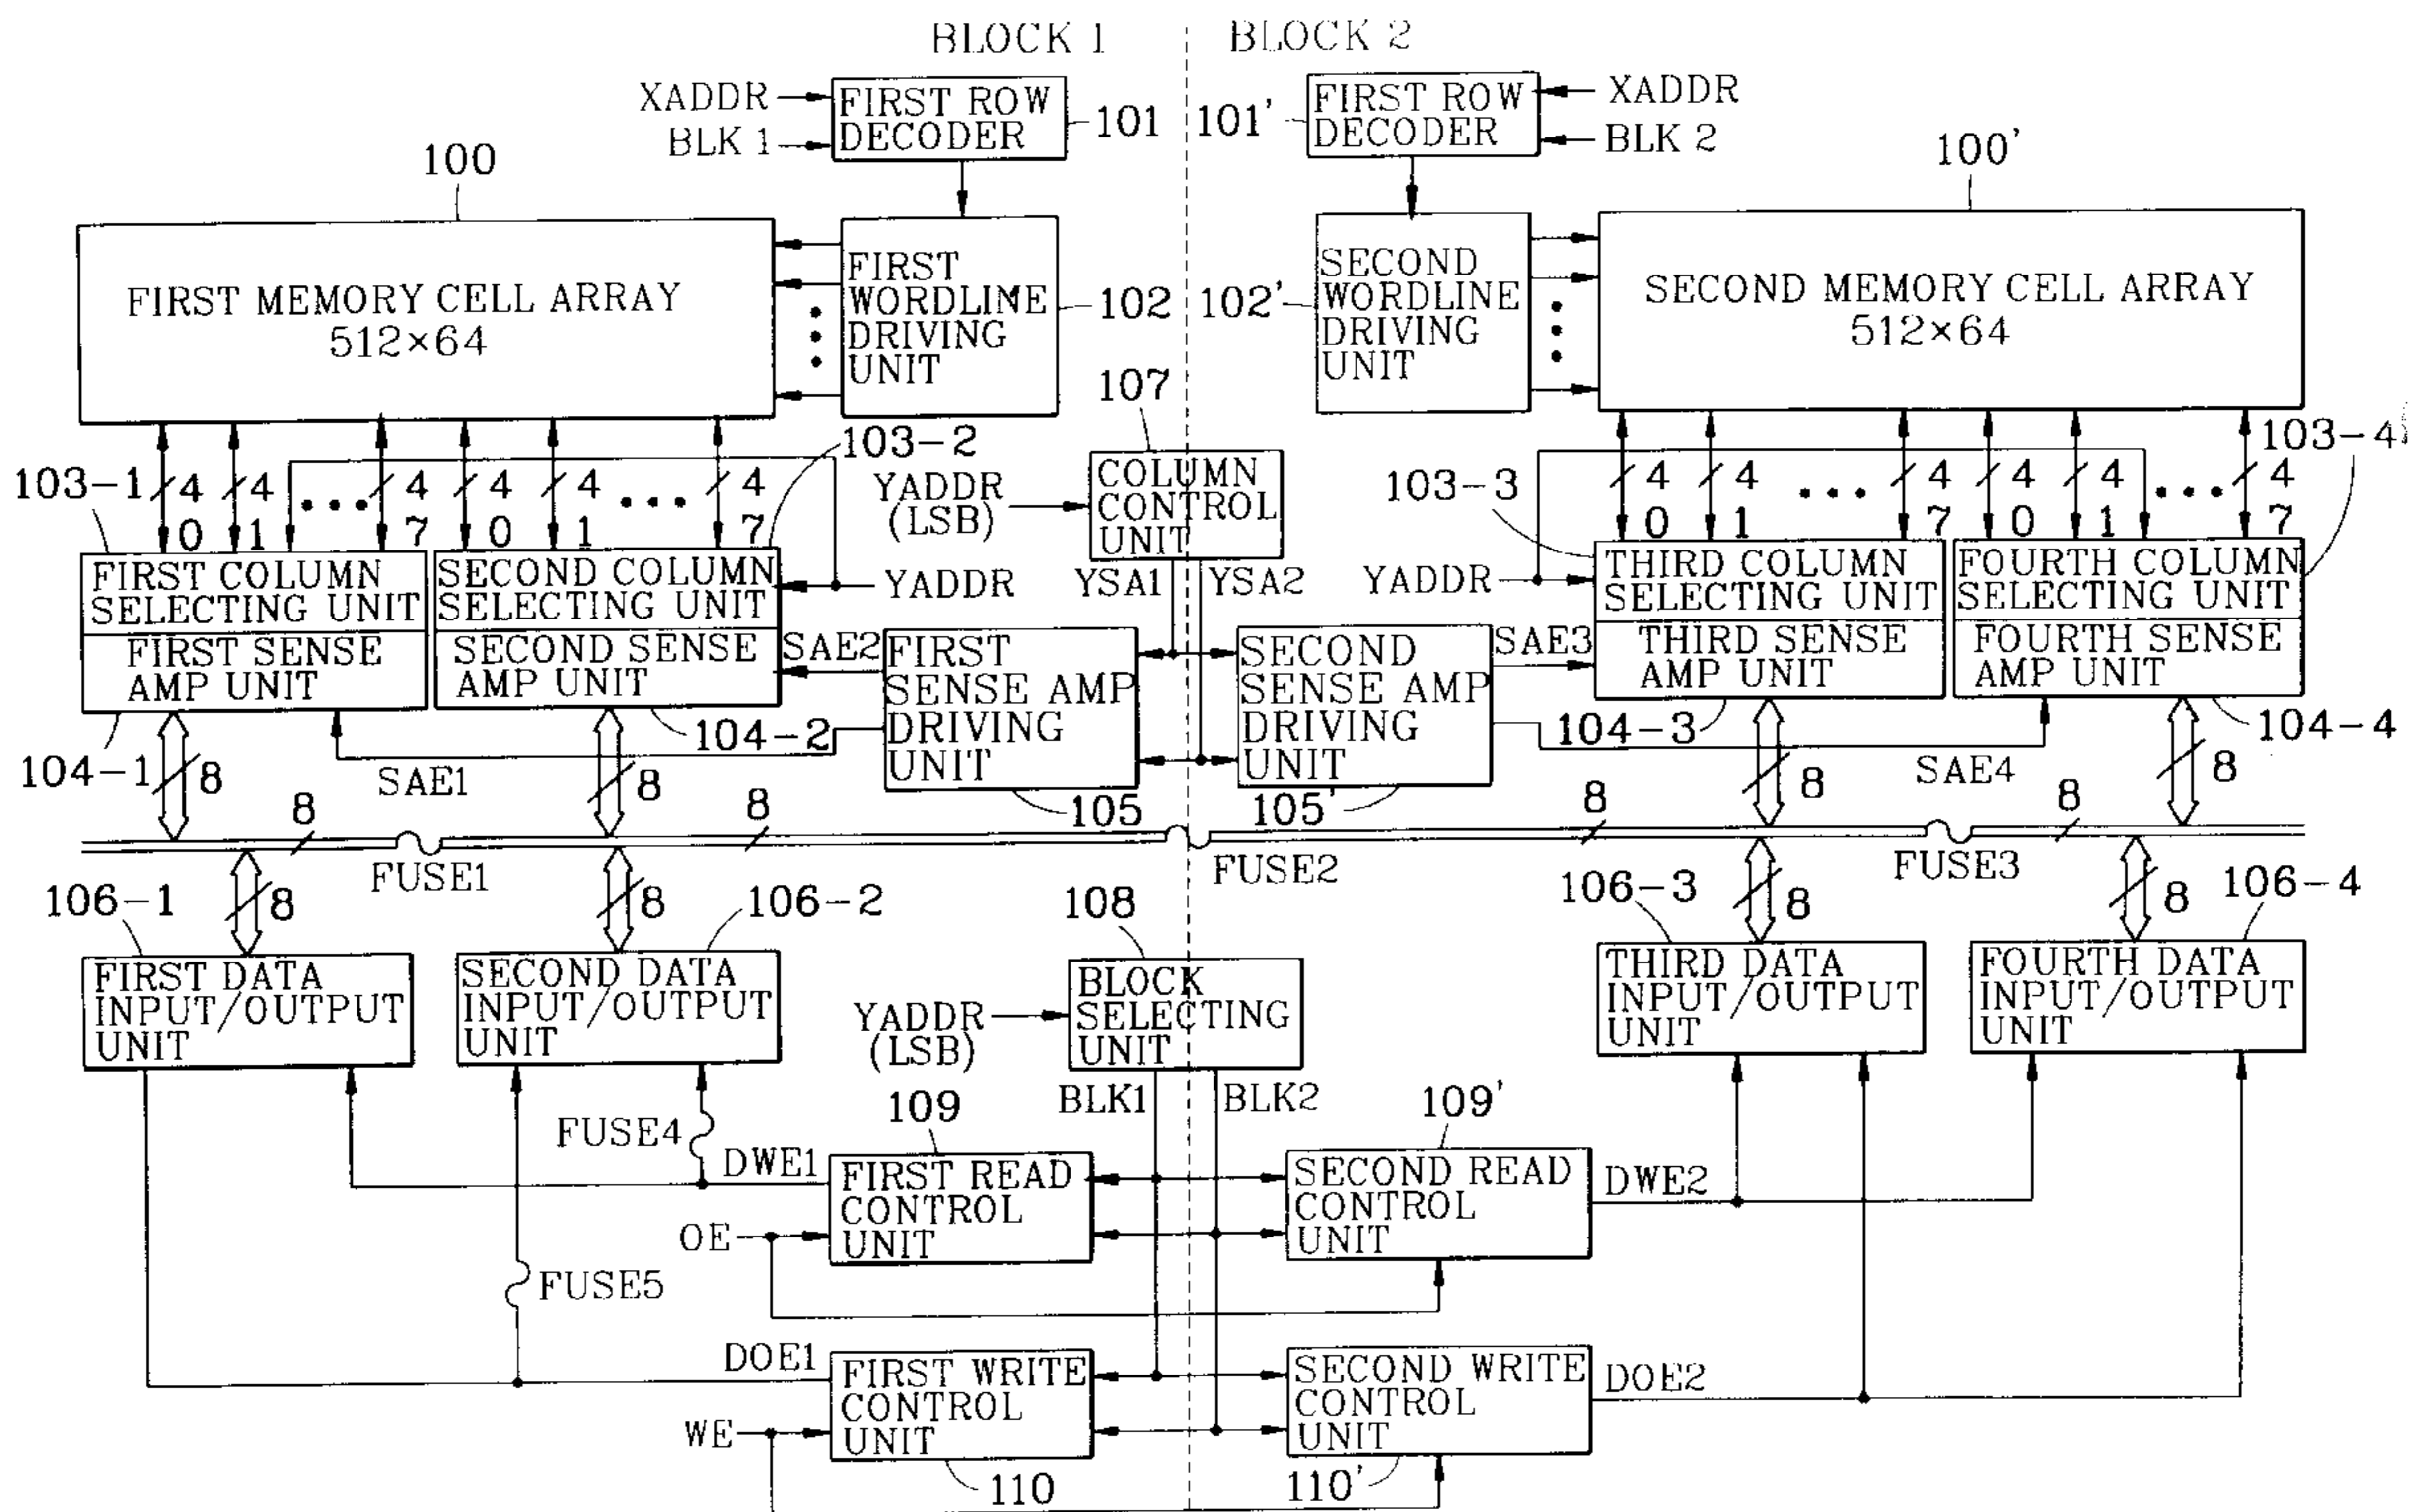 BLOCK 1
BLOCK 2
XADDR
BLK 1
FIRST ROW
DECODER
101
101'
FIRST ROW
DECODER
XADDR
BLK 2
100
100'
FIRST MEMORY CELL ARRAY
512×64
FIRST
WORDLINE
DRIVING
UNIT
102
102'
SECOND
WORDLINE
DRIVING
UNIT
SECOND MEMORY CELL ARRAY
512×64
103-1
4
4
4
4
4
4
0
1
7
0
1
7
103-2
107
YADDR
(LSB)
COLUMN
CONTROL
UNIT
YSA1
YSA2
103-3
4
4
4
4
4
4
0
1
7
0
1
7
103-4
FIRST COLUMN
SELECTING UNIT
FIRST SENSE
AMP UNIT
SECOND COLUMN
SELECTING UNIT
SECOND SENSE
AMP UNIT
YADDR
YADDR
THIRD COLUMN
SELECTING UNIT
THIRD SENSE
AMP UNIT
FOURTH COLUMN
SELECTING UNIT
FOURTH SENSE
AMP UNIT
SAE2
FIRST
SENSE AMP
DRIVING
UNIT
SECOND
SENSE AMP
DRIVING
UNIT
SAE3
104-1
8
SAE1
104-2
8
105
105'
104-3
8
SAE4
104-4
8
8
8
8
8
FUSE1
FUSE2
FUSE3
106-1
8
8
106-2
108
106-3
8
8
106-4
FIRST DATA
INPUT/OUTPUT
UNIT
SECOND DATA
INPUT/OUTPUT
UNIT
YADDR
(LSB)
BLOCK
SELECTING
UNIT
THIRD DATA
INPUT/OUTPUT
UNIT
FOURTH DATA
INPUT/OUTPUT
UNIT
BLK1
BLK2
FUSE4
109
109'
DWE1
FIRST READ
CONTROL
UNIT
SECOND READ
CONTROL
UNIT
DWE2
OE
FUSE5
DOE1
FIRST WRITE
CONTROL
UNIT
SECOND WRITE
CONTROL
UNIT
DOE2
WE
110
110'